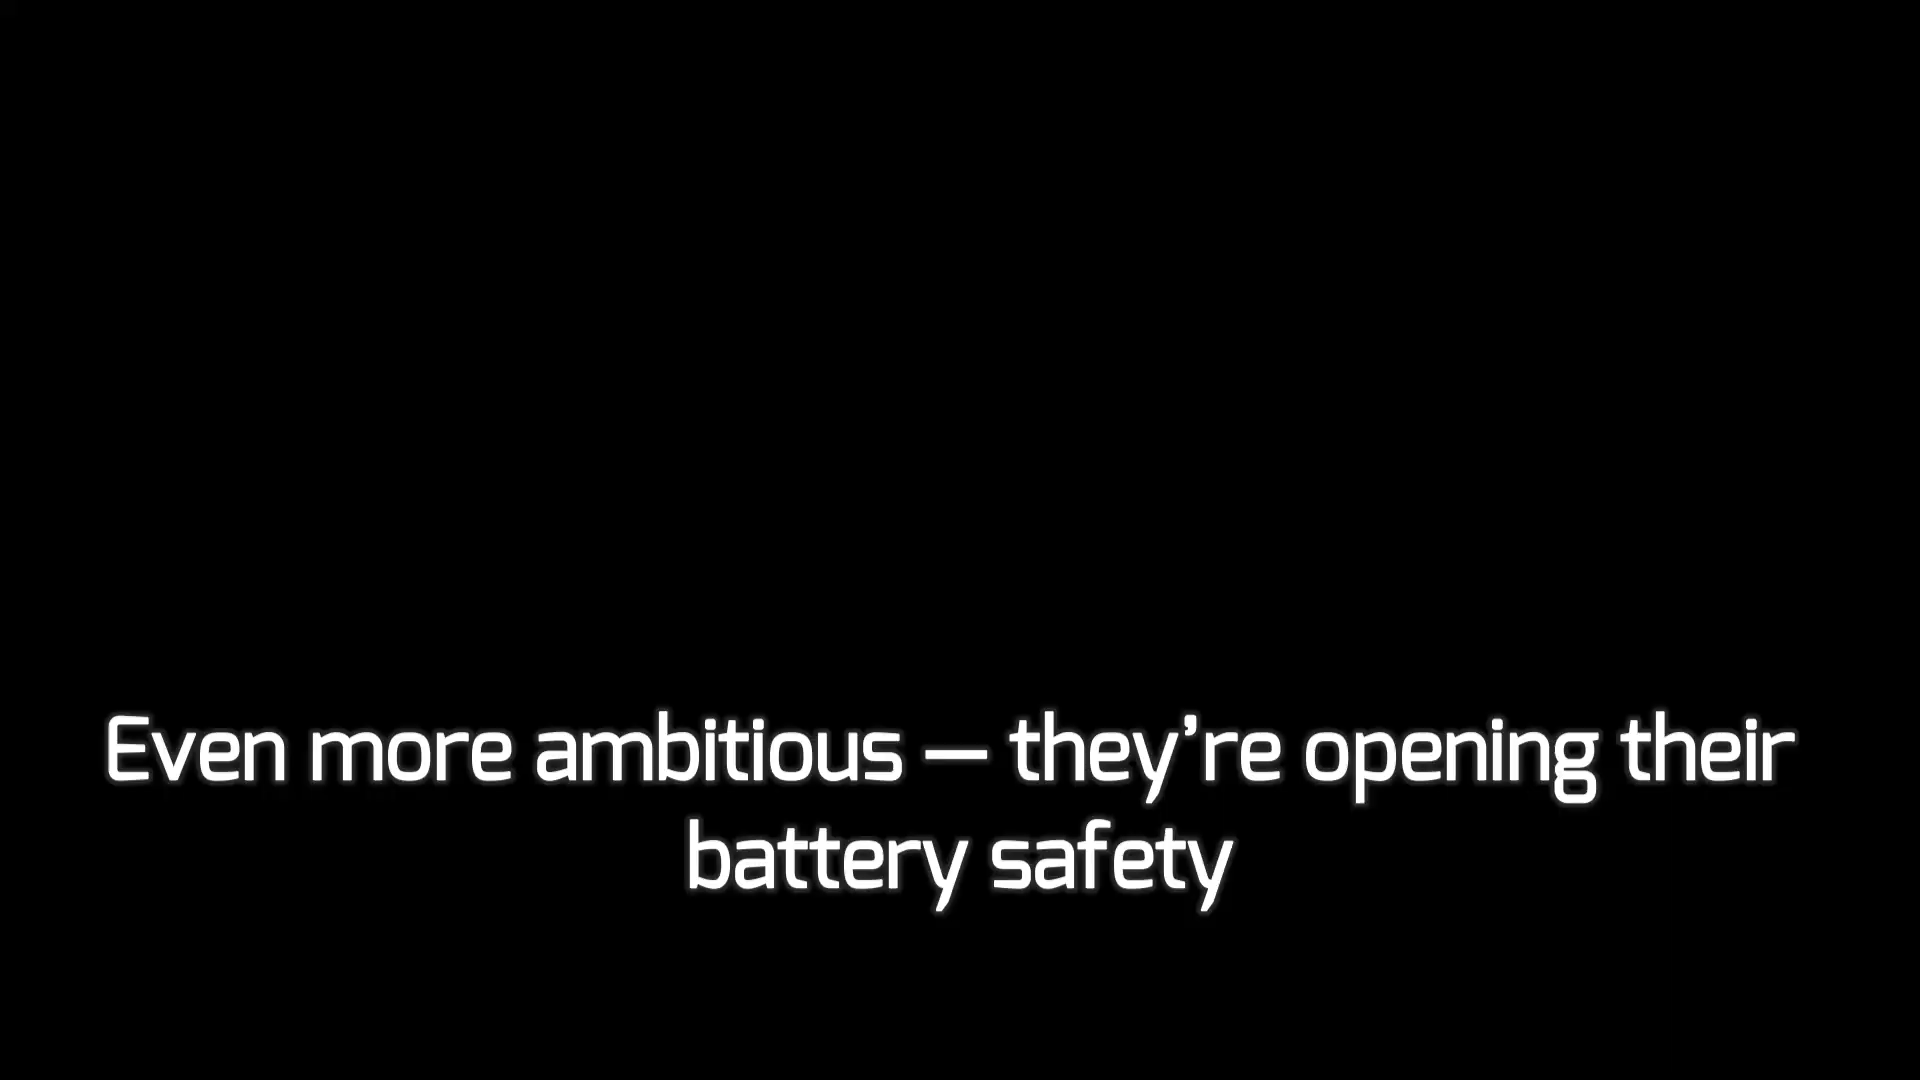 Even more ambitious — they’re opening their
battery safety